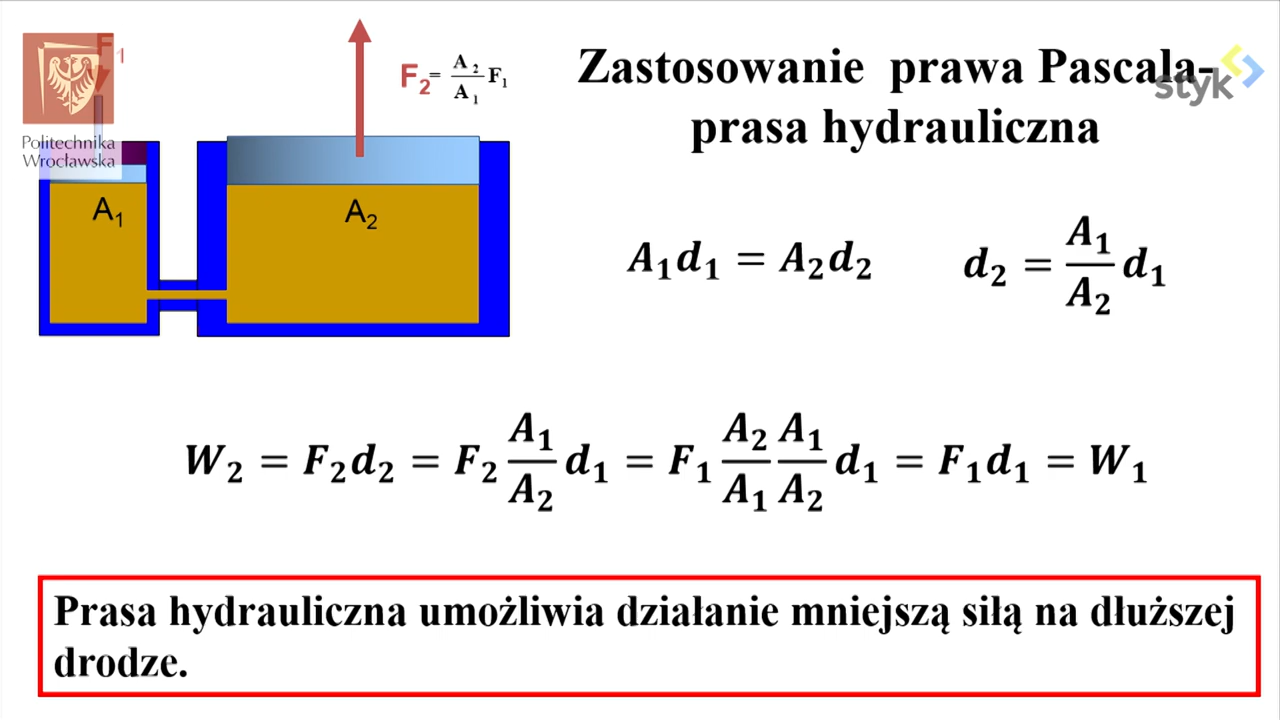 Zastosowanie prawa Pascala-
prasa hydrauliczna
styk
F1
Politechnika
Wrocławska
F2= A2/A1 F1
A1
A2
A1d1 = A2d2
d2 = A1/A2 d1
W2 = F2d2 = F2 A1/A2 d1 = F1 A2/A1 A1/A2 d1 = F1d1 = W1
Prasa hydrauliczna umożliwia działanie mniejszą siłą na dłuższej
drodze.